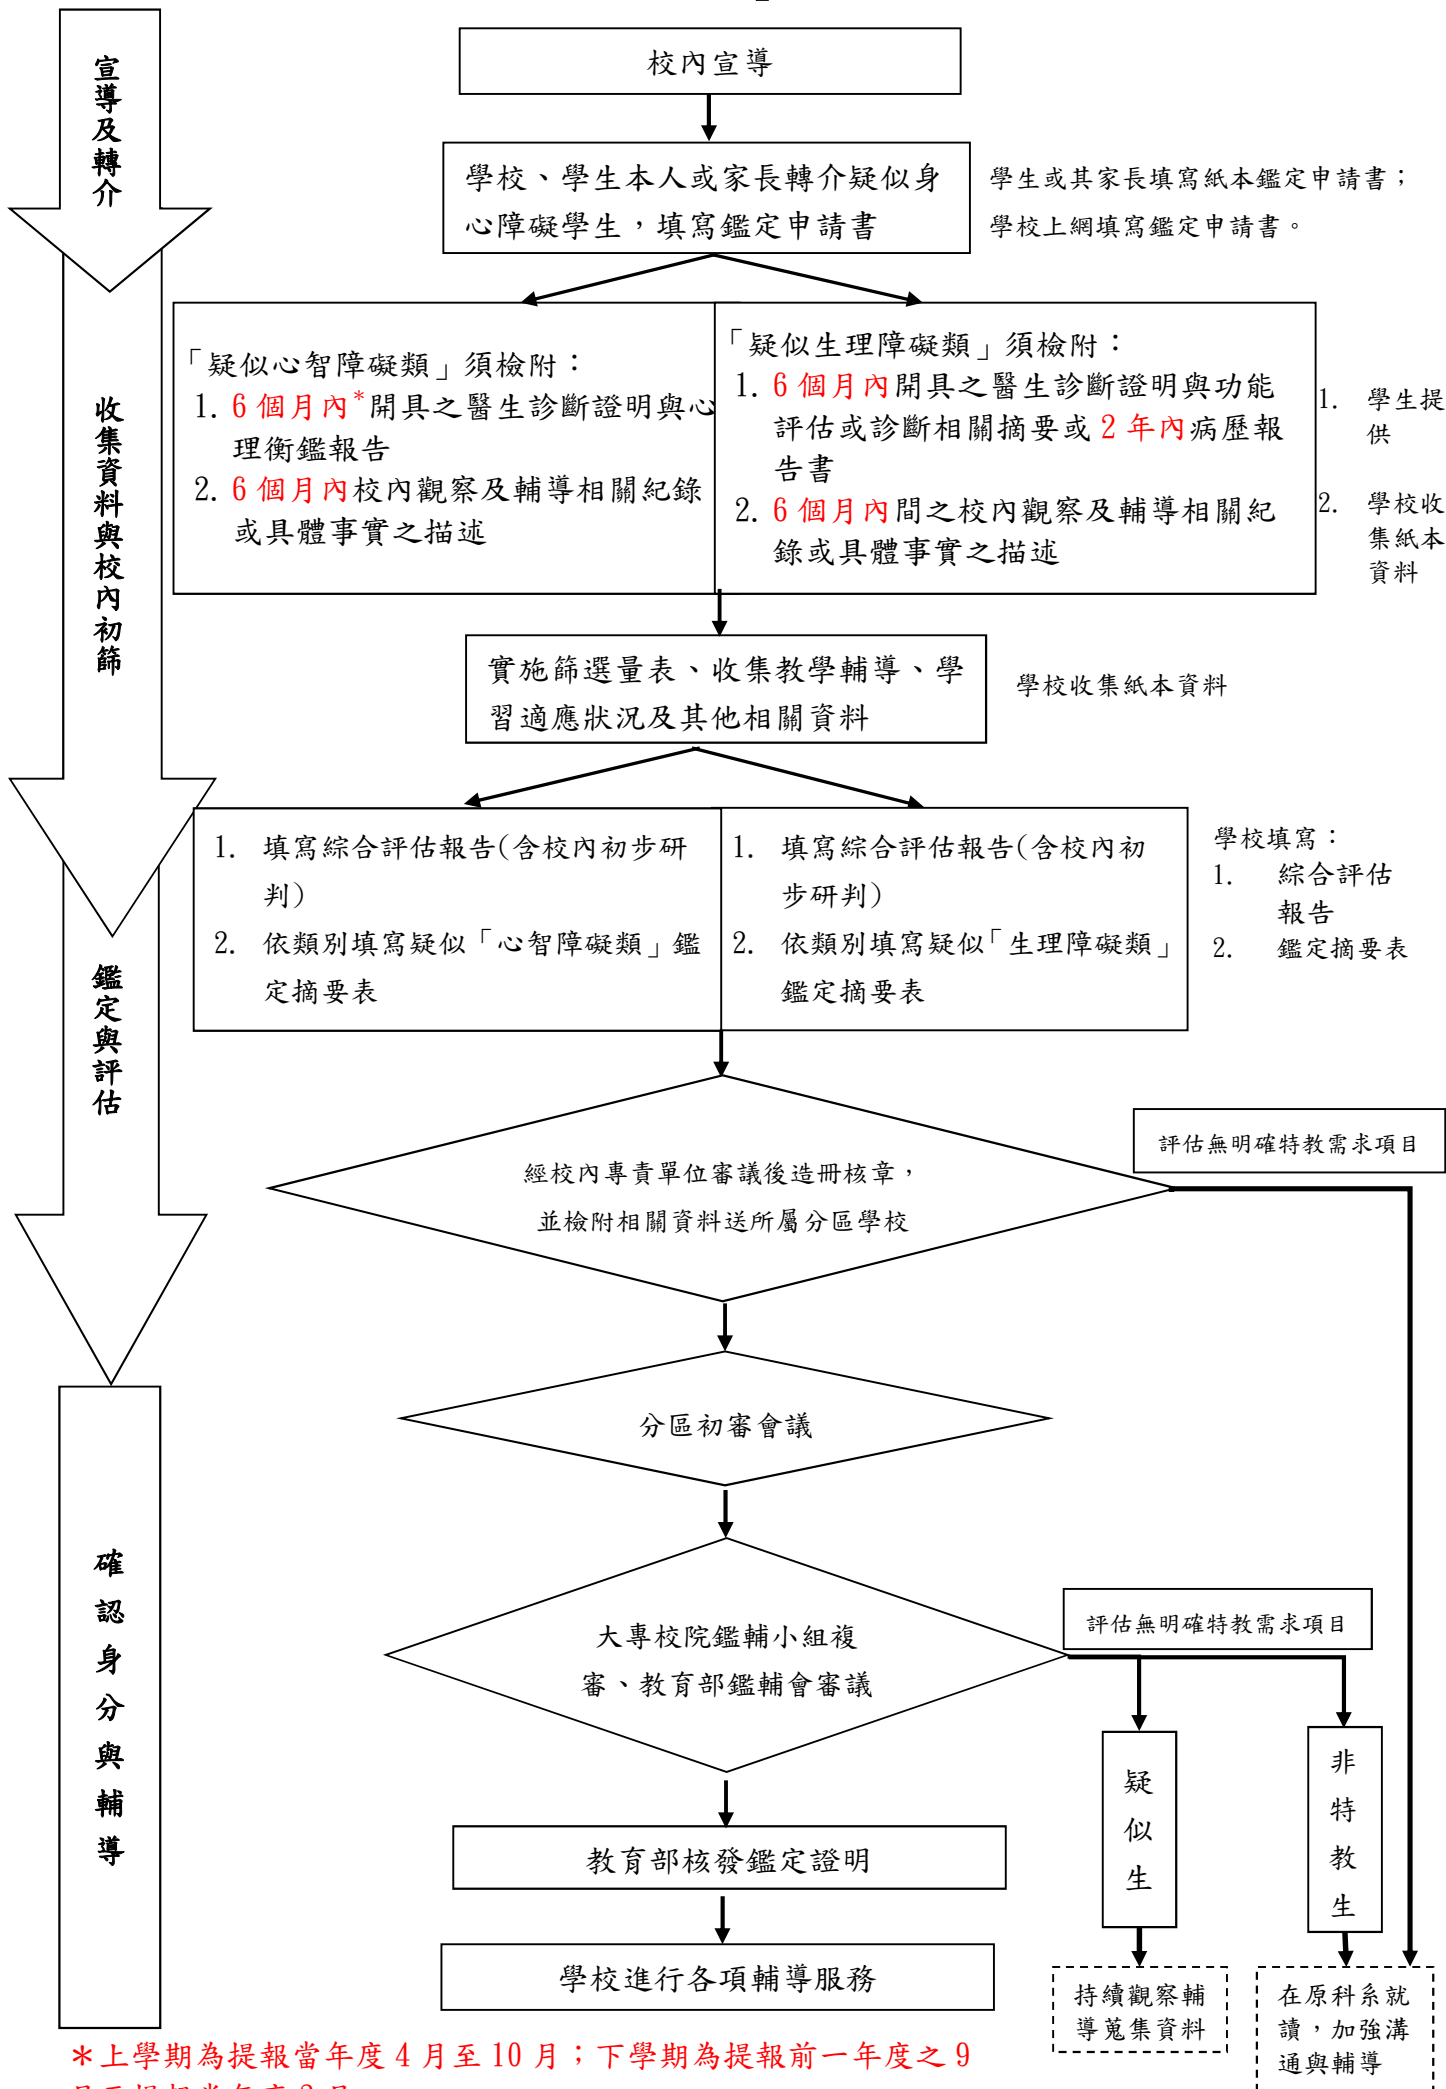 宣導及轉介
校內宣導
學校、學生本人或家長轉介疑似身
心障礙學生，填寫鑑定申請書
學生或其家長填寫紙本鑑定申請書；
學校上網填寫鑑定申請書。
收集資料與校內初篩
「疑似心智障礙類」須檢附：
1. 6 個月內*開具之醫生診斷證明與心
理衡鑑報告
2. 6 個月內校內觀察及輔導相關紀錄
或具體事實之描述
「疑似生理障礙類」須檢附：
1. 6 個月內開具之醫生診斷證明與功能
評估或診斷相關摘要或 2 年內病歷報
告書
2. 6 個月內間之校內觀察及輔導相關紀
錄或具體事實之描述
1. 學生提
供
2. 學校收
集紙本
資料
實施篩選量表、收集教學輔導、學
習適應狀況及其他相關資料
學校收集紙本資料
1. 填寫綜合評估報告(含校內初步研
判)
2. 依類別填寫疑似「心智障礙類」鑑
定摘要表
1. 填寫綜合評估報告(含校內初
步研判)
2. 依類別填寫疑似「生理障礙類」
鑑定摘要表
學校填寫：
1. 綜合評估
報告
2. 鑑定摘要表
鑑定與評估
經校內專責單位審議後造冊核章，
並檢附相關資料送所屬分區學校
評估無明確特教需求項目
分區初審會議
確認身分與輔導
大專校院鑑輔小組複
審、教育部鑑輔會審議
評估無明確特教需求項目
疑似生
非特教生
教育部核發鑑定證明
學校進行各項輔導服務
持續觀察輔
導蒐集資料
在原科系就
讀，加強溝
通與輔導
＊上學期為提報當年度 4 月至 10 月；下學期為提報前一年度之 9